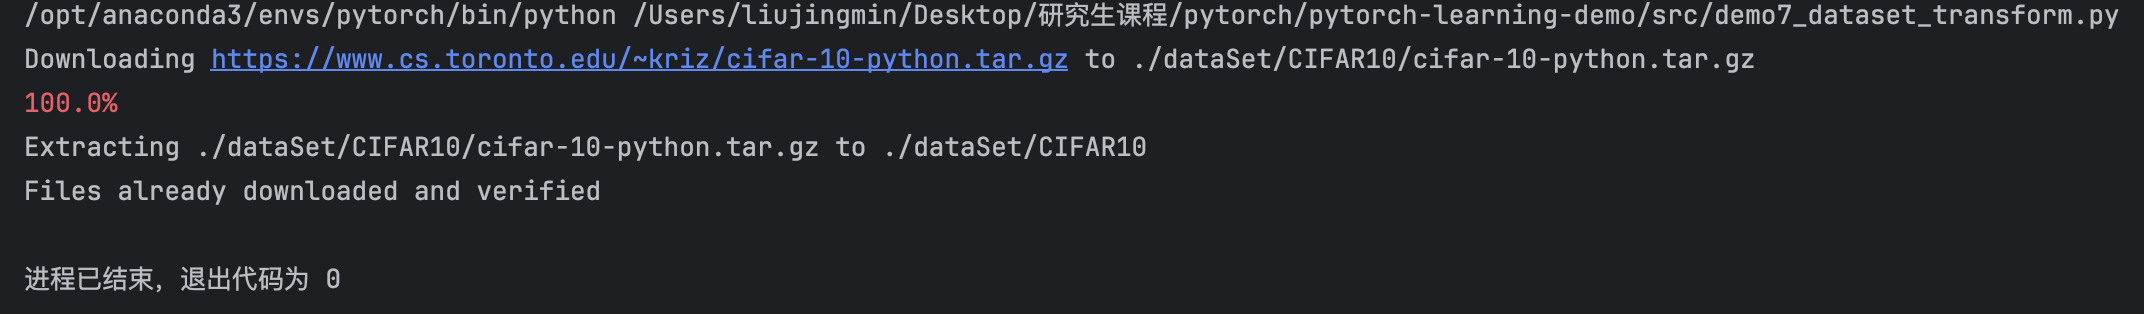 /opt/anaconda3/envs/pytorch/bin/python /Users/liujingmin/Desktop/研究生课程/pytorch/pytorch-learning-demo/src/demo7_dataset_transform.py
Downloading https://www.cs.toronto.edu/~kriz/cifar-10-python.tar.gz to ./dataSet/CIFAR10/cifar-10-python.tar.gz
100.0%
Extracting ./dataSet/CIFAR10/cifar-10-python.tar.gz to ./dataSet/CIFAR10
Files already downloaded and verified
进程已结束，退出代码为 0